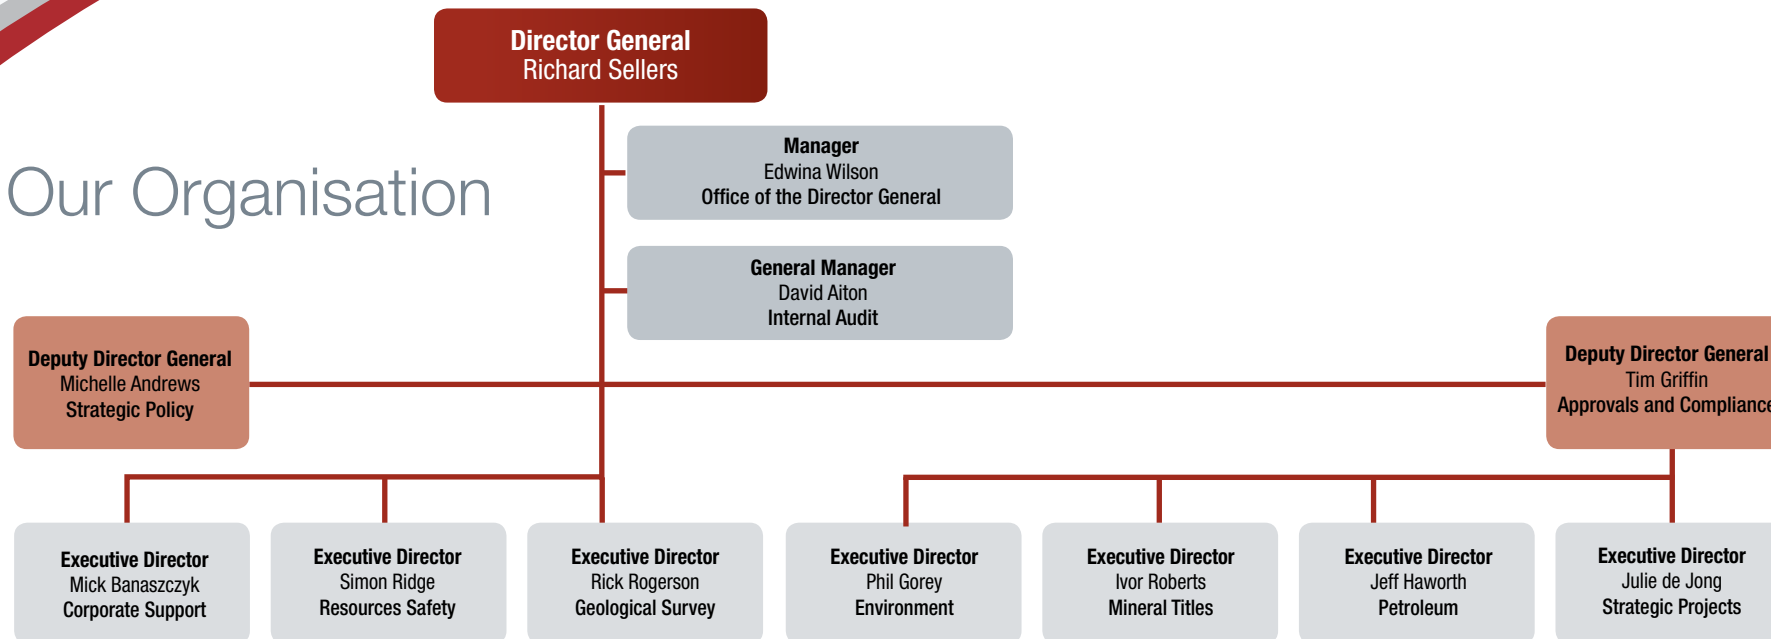 Director General
Richard Sellers
Our Organisation
Manager
Edwina Wilson
Office of the Director General
General Manager
David Aiton
Internal Audit
Deputy Director General
Michelle Andrews
Strategic Policy
Deputy Director General
Tim Griffin
Approvals and Compliance
Executive Director
Mick Banaszczyk
Corporate Support
Executive Director
Simon Ridge
Resources Safety
Executive Director
Rick Rogerson
Geological Survey
Executive Director
Phil Gorey
Environment
Executive Director
Ivor Roberts
Mineral Titles
Executive Director
Jeff Haworth
Petroleum
Executive Director
Julie de Jong
Strategic Projects